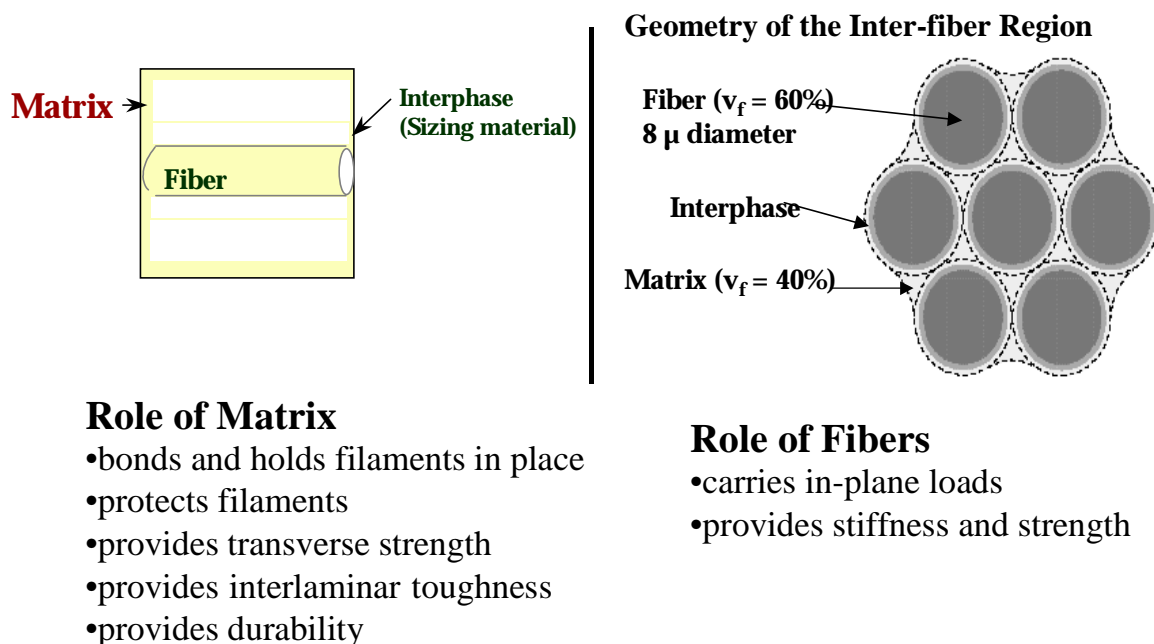 Matrix
Interphase
(Sizing material)
Fiber
Geometry of the Inter-fiber Region
Fiber (v_f = 60%)
8 μ diameter
Interphase
Matrix (v_f = 40%)
Role of Matrix
•bonds and holds filaments in place
•protects filaments
•provides transverse strength
•provides interlaminar toughness
•provides durability
Role of Fibers
•carries in-plane loads
•provides stiffness and strength